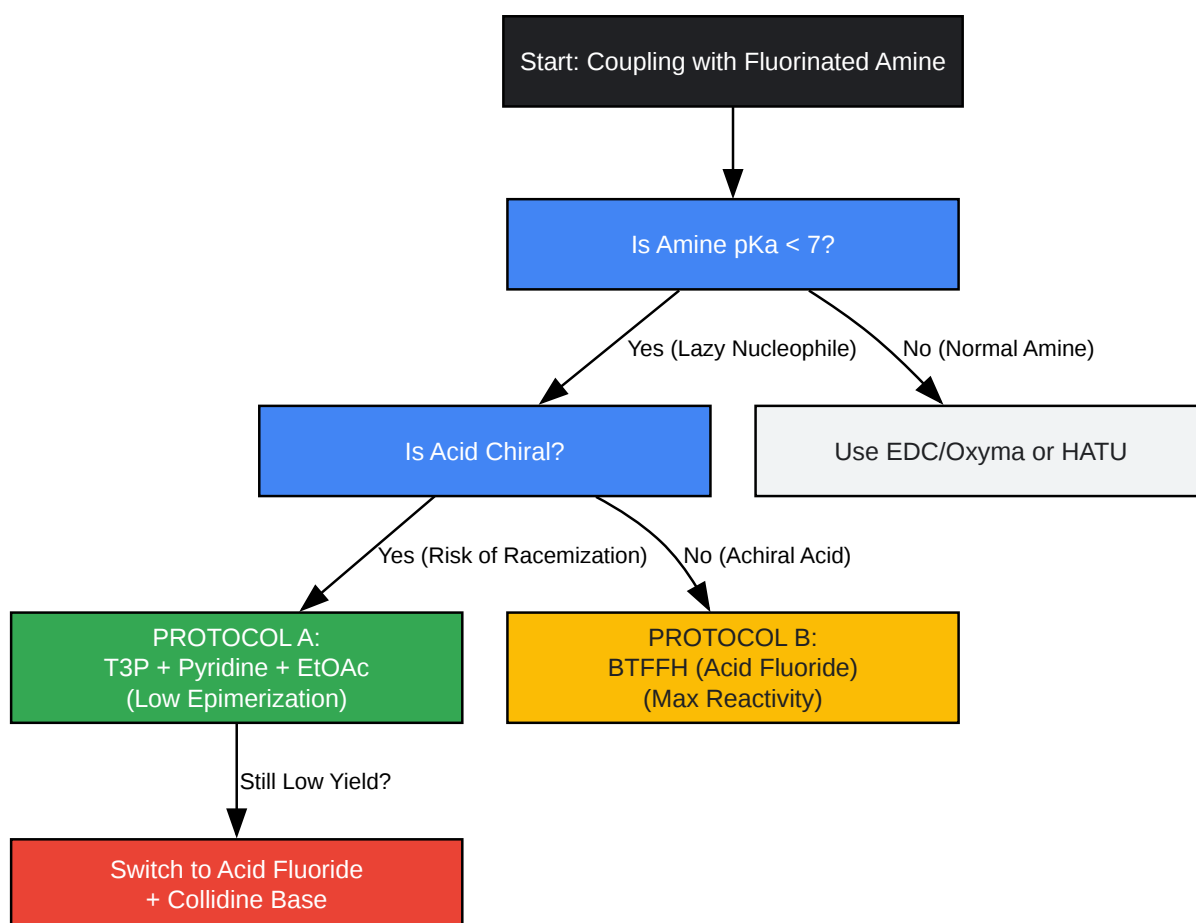 Start: Coupling with Fluorinated Amine
Is Amine pKa < 7?
Yes (Lazy Nucleophile)
No (Normal Amine)
Is Acid Chiral?
Use EDC/Oxyma or HATU
Yes (Risk of Racemization)
No (Achiral Acid)
PROTOCOL A:
T3P + Pyridine + EtOAc
(Low Epimerization)
PROTOCOL B:
BTFFH (Acid Fluoride)
(Max Reactivity)
Still Low Yield?
Switch to Acid Fluoride
+ Collidine Base